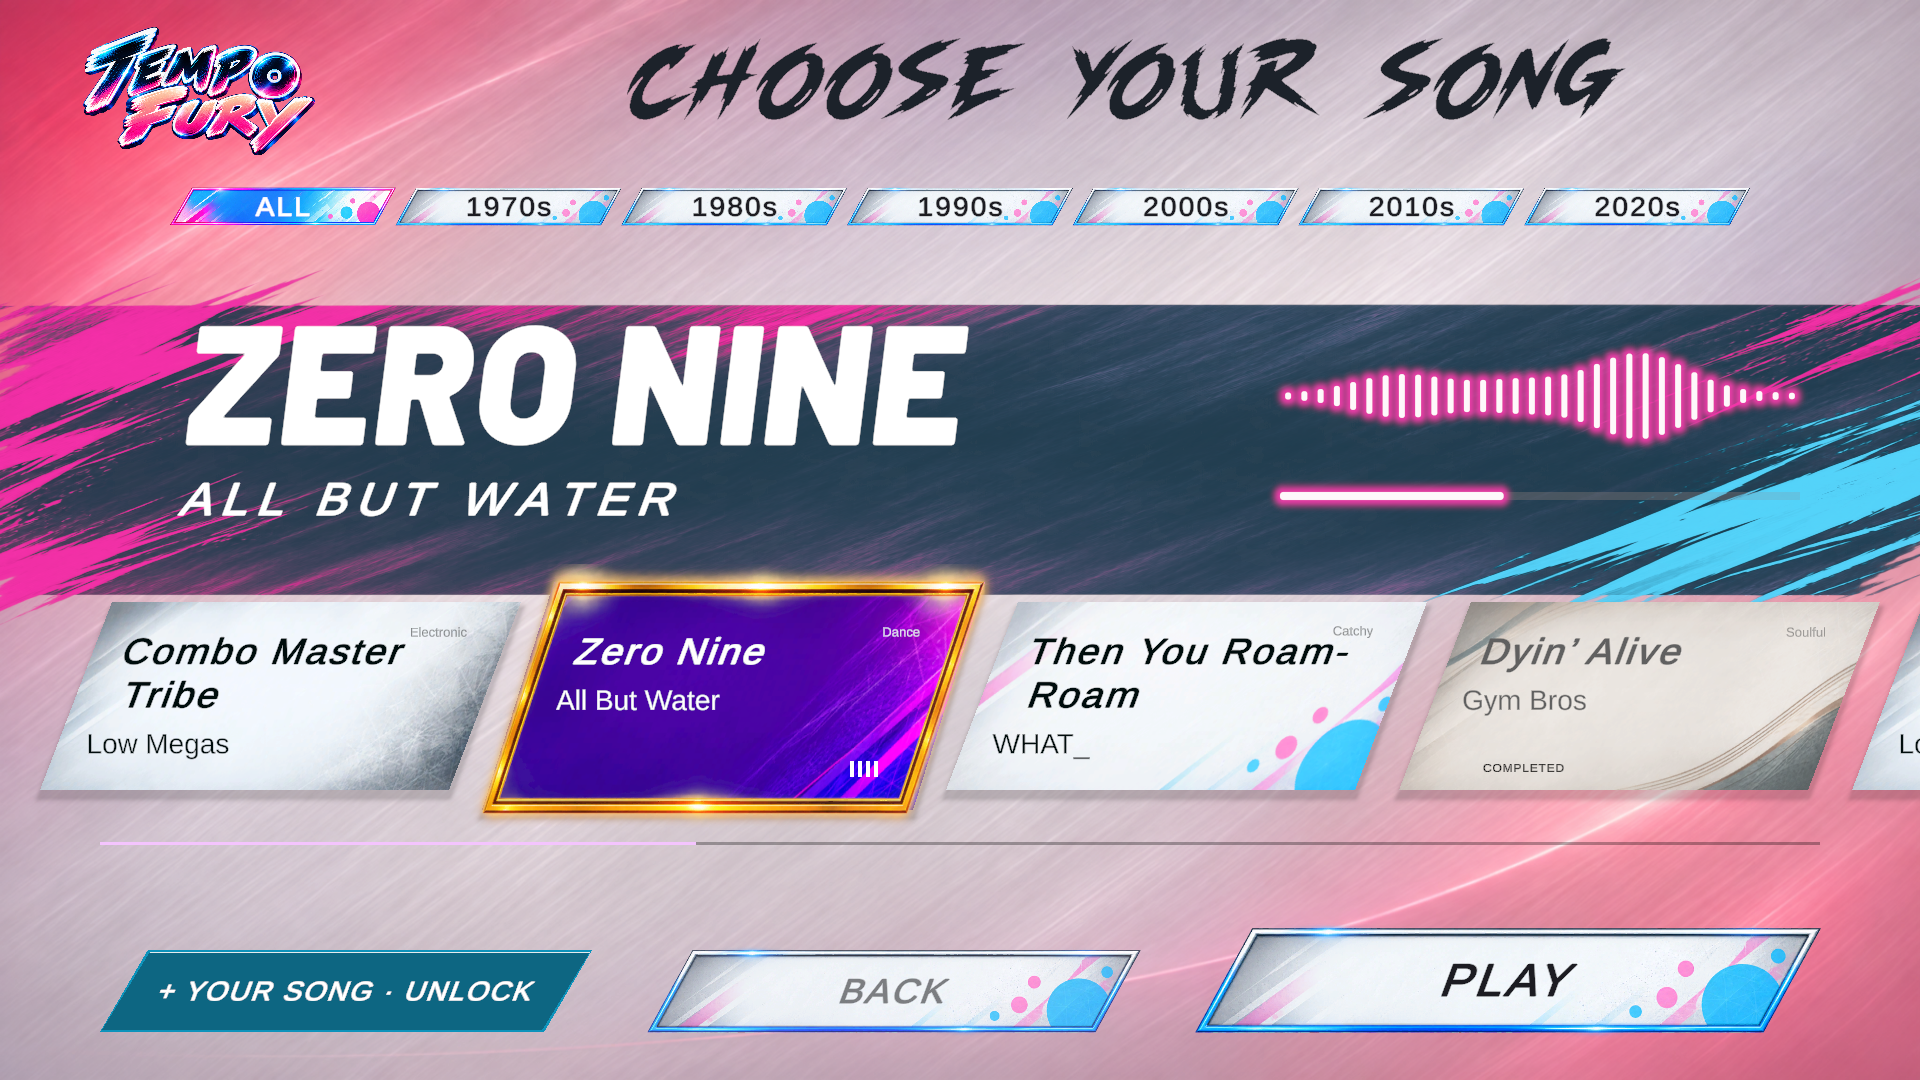 TEMPO
FURY
CHOOSE YOUR SONG
ALL
1970s
1980s
1990s
2000s
2010s
2020s
ZERO NINE
ALL BUT WATER
Electronic
Combo Master
Tribe
Low Megas
Dance
Zero Nine
All But Water
Catchy
Then You Roam-
Roam
WHAT_
Soulful
Dyin’ Alive
Gym Bros
COMPLETED
Lo
+ YOUR SONG · UNLOCK
BACK
PLAY